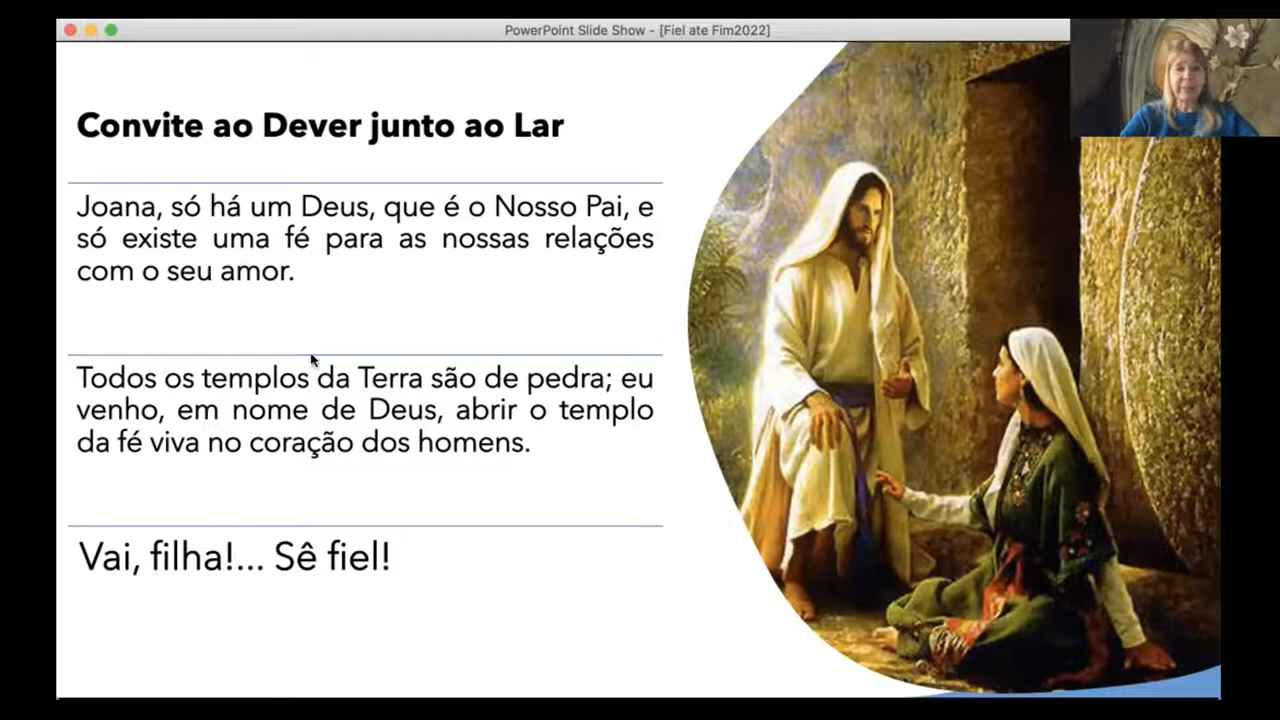 PowerPoint Slide Show - [Fiel ate Fim2022]
Convite ao Dever junto ao Lar
Joana, só há um Deus, que é o Nosso Pai, e
só existe uma fé para as nossas relações
com o seu amor.
Todos os templos da Terra são de pedra; eu
venho, em nome de Deus, abrir o templo
da fé viva no coração dos homens.
Vai, filha!... Sê fiel!